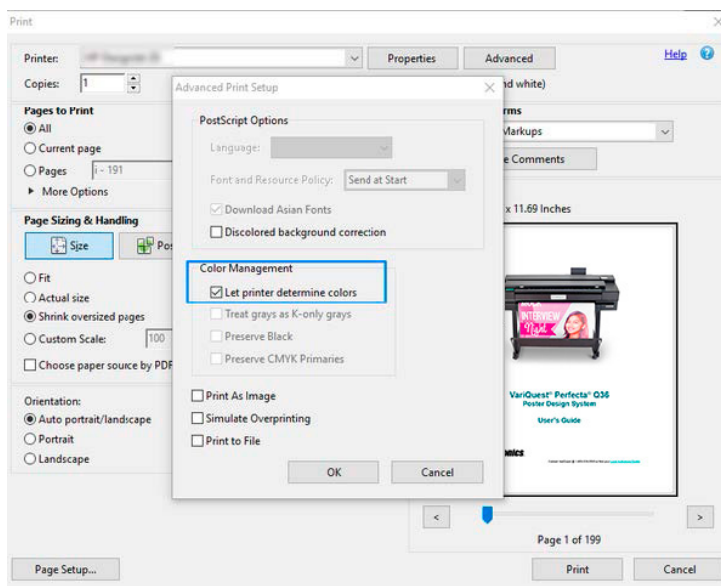 Print
Printer:
Properties
Advanced
Help
Copies: 1
Advanced Print Setup
nd white)
Pages to Print
All
Current page
Pages i - 191
More Options
PostScript Options
Language:
Font and Resource Policy: Send at Start
Download Asian Fonts
Discolored background correction
rms
Markups
e Comments
x 11.69 Inches
Page Sizing & Handling
Size
Pos
Fit
Actual size
Shrink oversized pages
Custom Scale: 100
Choose paper source by PDF
Color Management
Let printer determine colors
Treat grays as K-only grays
Preserve Black
Preserve CMYK Primaries
Print As Image
Simulate Overprinting
Print to File
OK
Cancel
Orientation:
Auto portrait/landscape
Portrait
Landscape
MOCK
INTERVIEW
Night
VariQuest® Perfecta® Q36
Poster Design System
User's Guide
onics
<
>
Page 1 of 199
Page Setup...
Print
Cancel